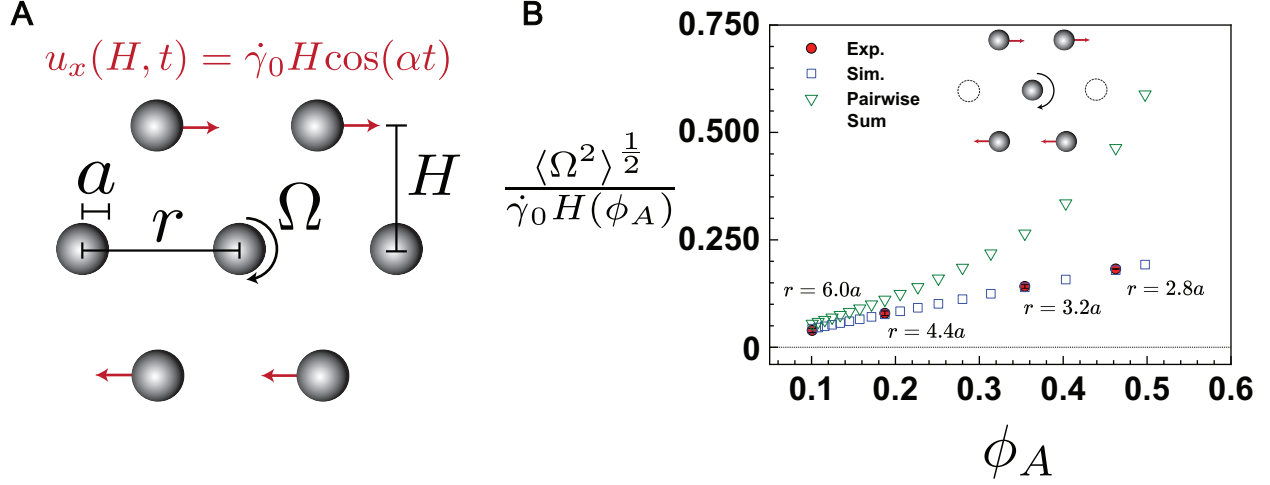 A
u_x(H, t) = γ̇_0 H cos(αt)
a
r
Ω
H
B
⟨Ω²⟩^{1/2}
γ̇_0 H(ϕ_A)
0.750
0.500
0.250
0
Exp.
Sim.
Pairwise
Sum
r = 6.0a
r = 4.4a
r = 3.2a
r = 2.8a
0.1 0.2 0.3 0.4 0.5 0.6
ϕ_A